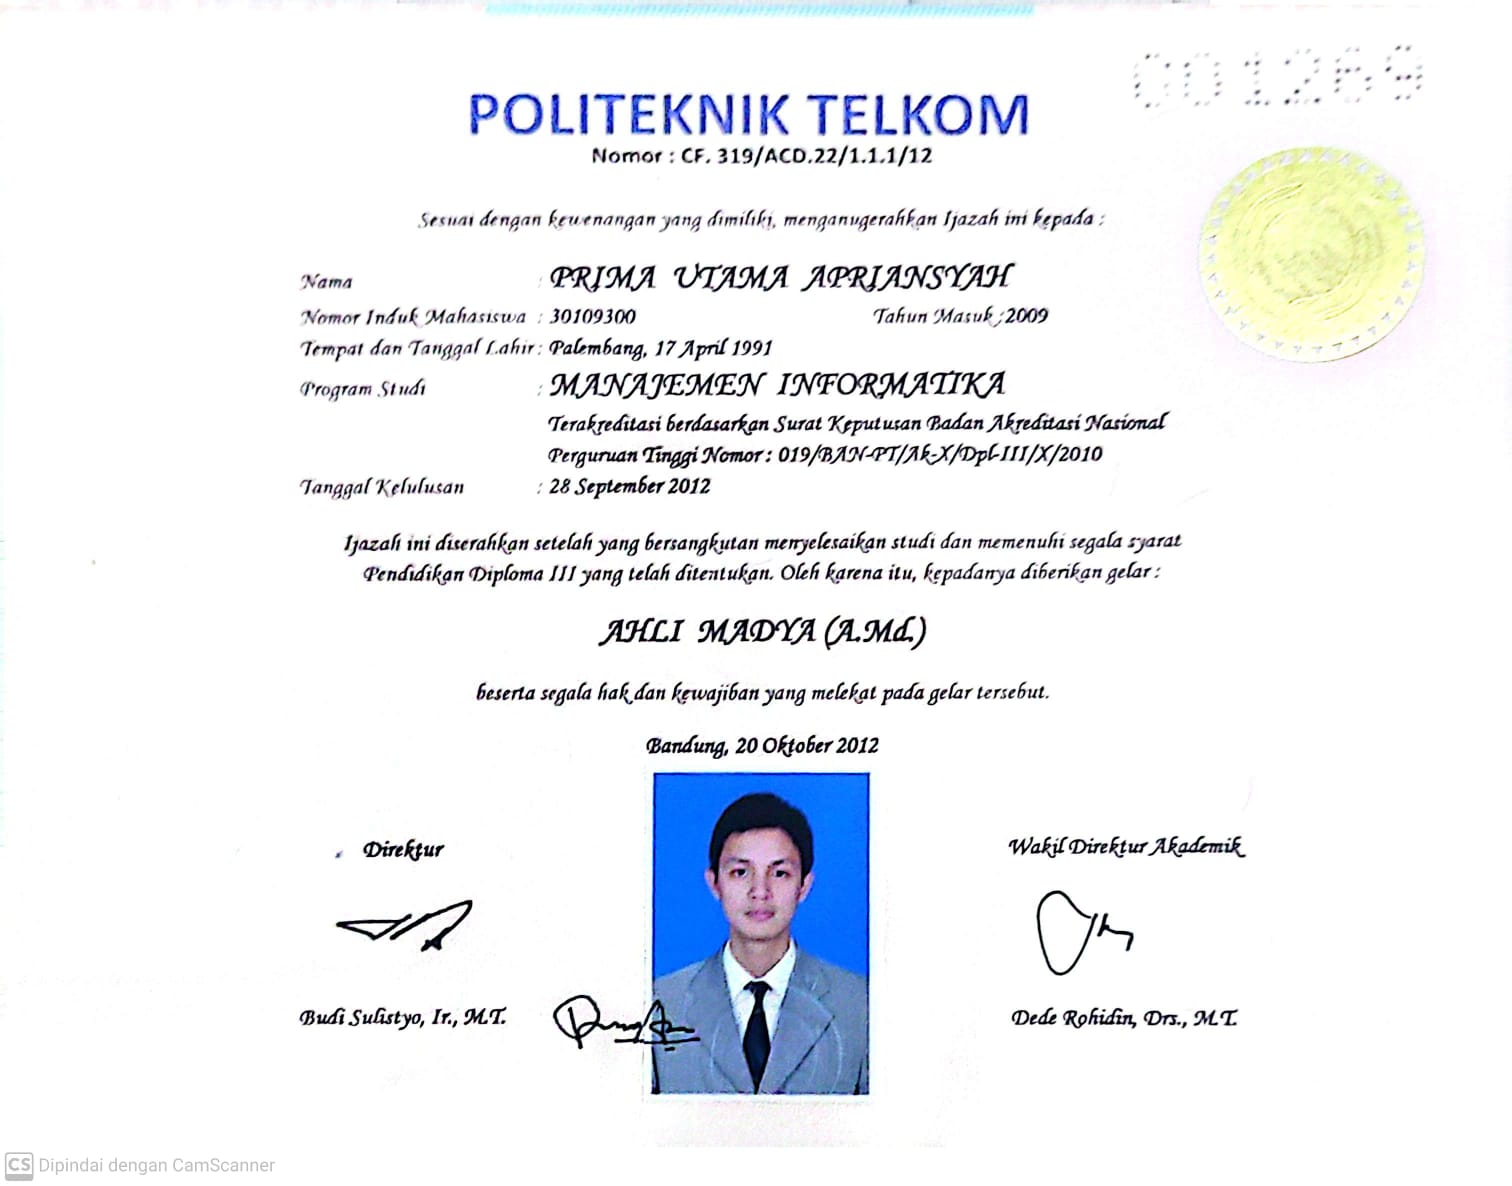 001269
POLITEKNIK TELKOM
Nomor : CF. 319/ACD.22/1.1.1/12
Sesuai dengan kewenangan yang dimiliki, menganugerahkan Ijazah ini kepada :
Nama : PRIMA UTAMA APRIANSYAH
Nomor Induk Mahasiswa : 30109300 Tahun Masuk : 2009
Tempat dan Tanggal Lahir : Palembang, 17 April 1991
Program Studi : MANAJEMEN INFORMATIKA
Terakreditasi berdasarkan Surat Keputusan Badan Akreditasi Nasional
Perguruan Tinggi Nomor : 019/BAN-PT/Ak-X/Dpl-III/X/2010
Tanggal Kelulusan : 28 September 2012
Ijazah ini diserahkan setelah yang bersangkutan menyelesaikan studi dan memenuhi segala syarat
Pendidikan Diploma III yang telah ditentukan. Oleh karena itu, kepadanya diberikan gelar :
AHLI MADYA (A.Md.)
beserta segala hak dan kewajiban yang melekat pada gelar tersebut.
Bandung, 20 Oktober 2012
Direktur
Wakil Direktur Akademik
Budi Sulistyo, Ir., M.T.
Dede Rohidin, Drs., M.T.
CS Dipindai dengan CamScanner